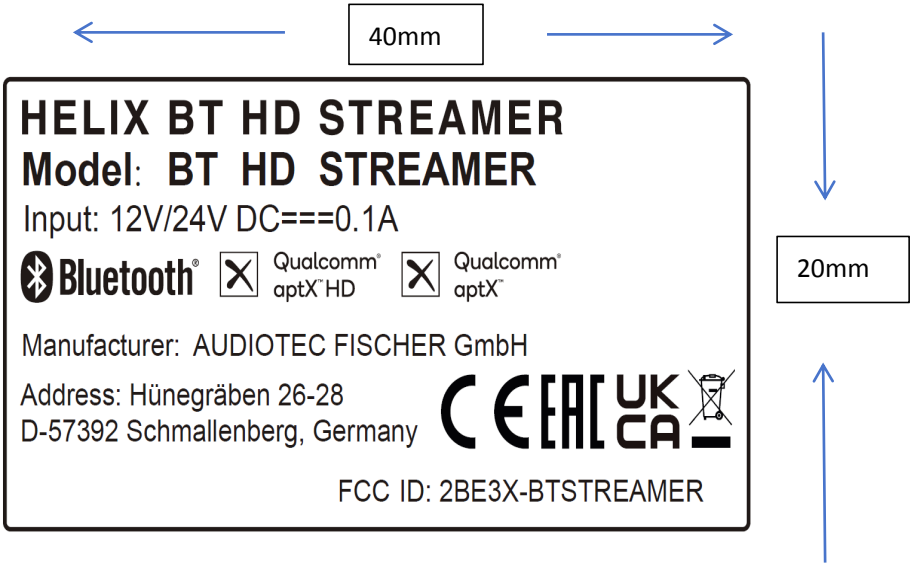 40mm
HELIX BT HD STREAMER
Model: BT HD STREAMER
Input: 12V/24V DC===0.1A
20mm
Bluetooth® Qualcomm® aptX™ HD Qualcomm® aptX™
Manufacturer: AUDIOTEC FISCHER GmbH
Address: Hünegräben 26-28
D-57392 Schmallenberg, Germany
CE EAC UK CA
FCC ID: 2BE3X-BTSTREAMER